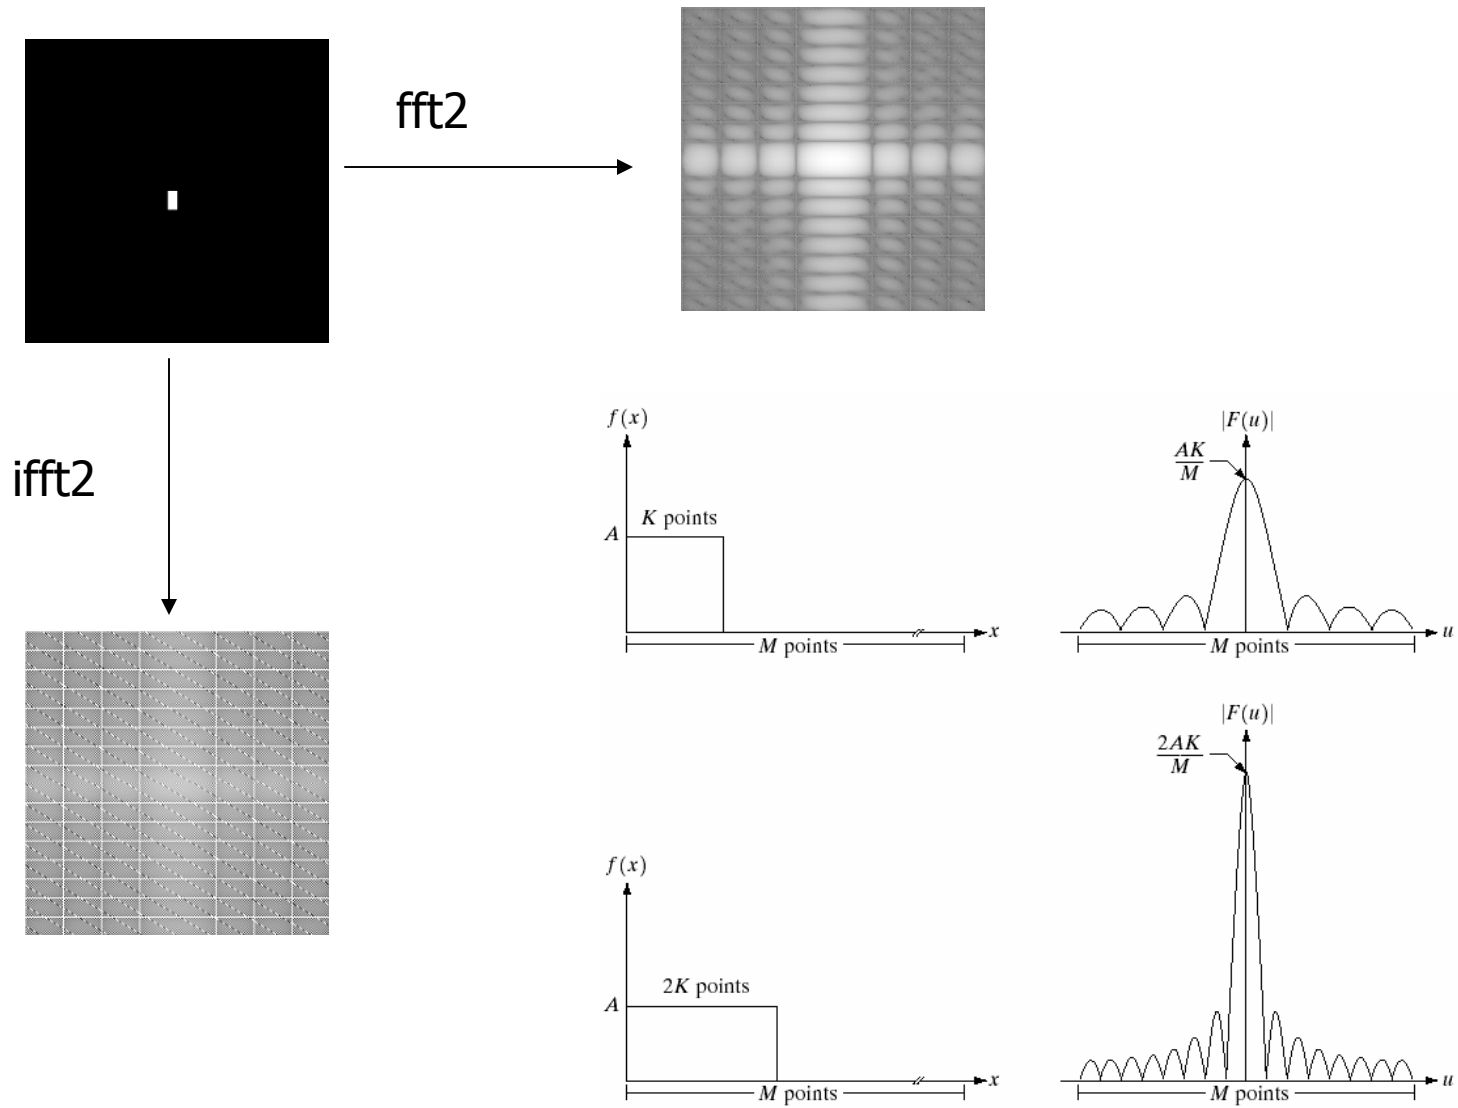 fft2
ifft2
f(x)
A
K points
x
M points
|F(u)|
AK
M
u
M points
f(x)
A
2K points
x
M points
|F(u)|
2AK
M
u
M points